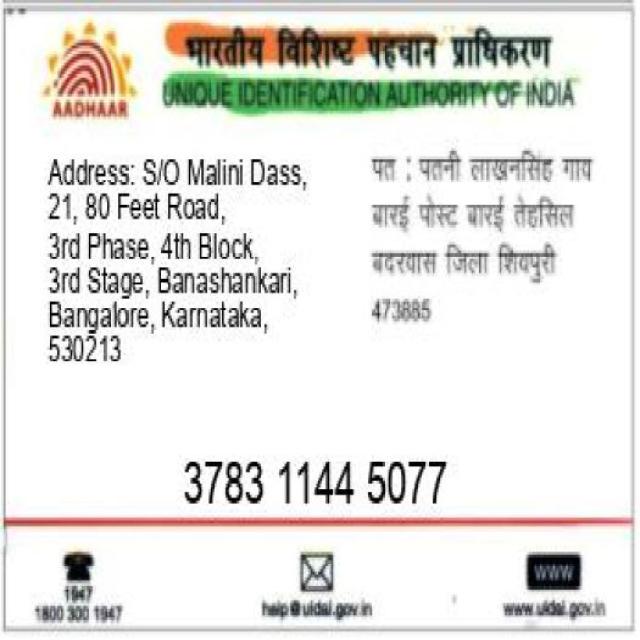 भारतीय विशिष्ट पहचान प्राधिकरण
AADHAAR
UNIQUE IDENTIFICATION AUTHORITY OF INDIA
Address: S/O Malini Dass,
21, 80 Feet Road,
3rd Phase, 4th Block,
3rd Stage, Banashankari,
Bangalore, Karnataka,
530213
पत : पतनी लाखनसिंह गाव
बारई पोस्ट बारई तेहसिल
बदरवास जिला शिवपुरी
473885
3783 1144 5077
1947
1800 300 1947
help@uidai.gov.in
WWW
www.uidai.gov.in